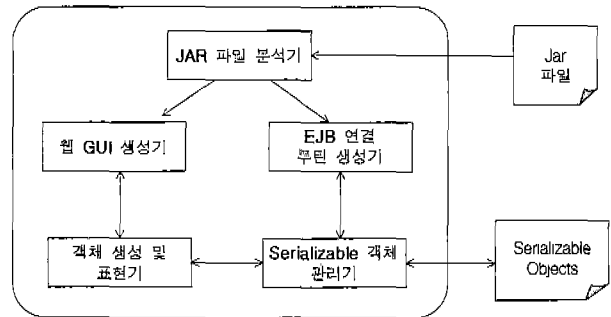 JAR 파일 분석기
Jar
파일
웹 GUI 생성기
EJB 연결
루틴 생성기
객체 생성 및
표현기
Serializable 객체
관리기
Serializable
Objects